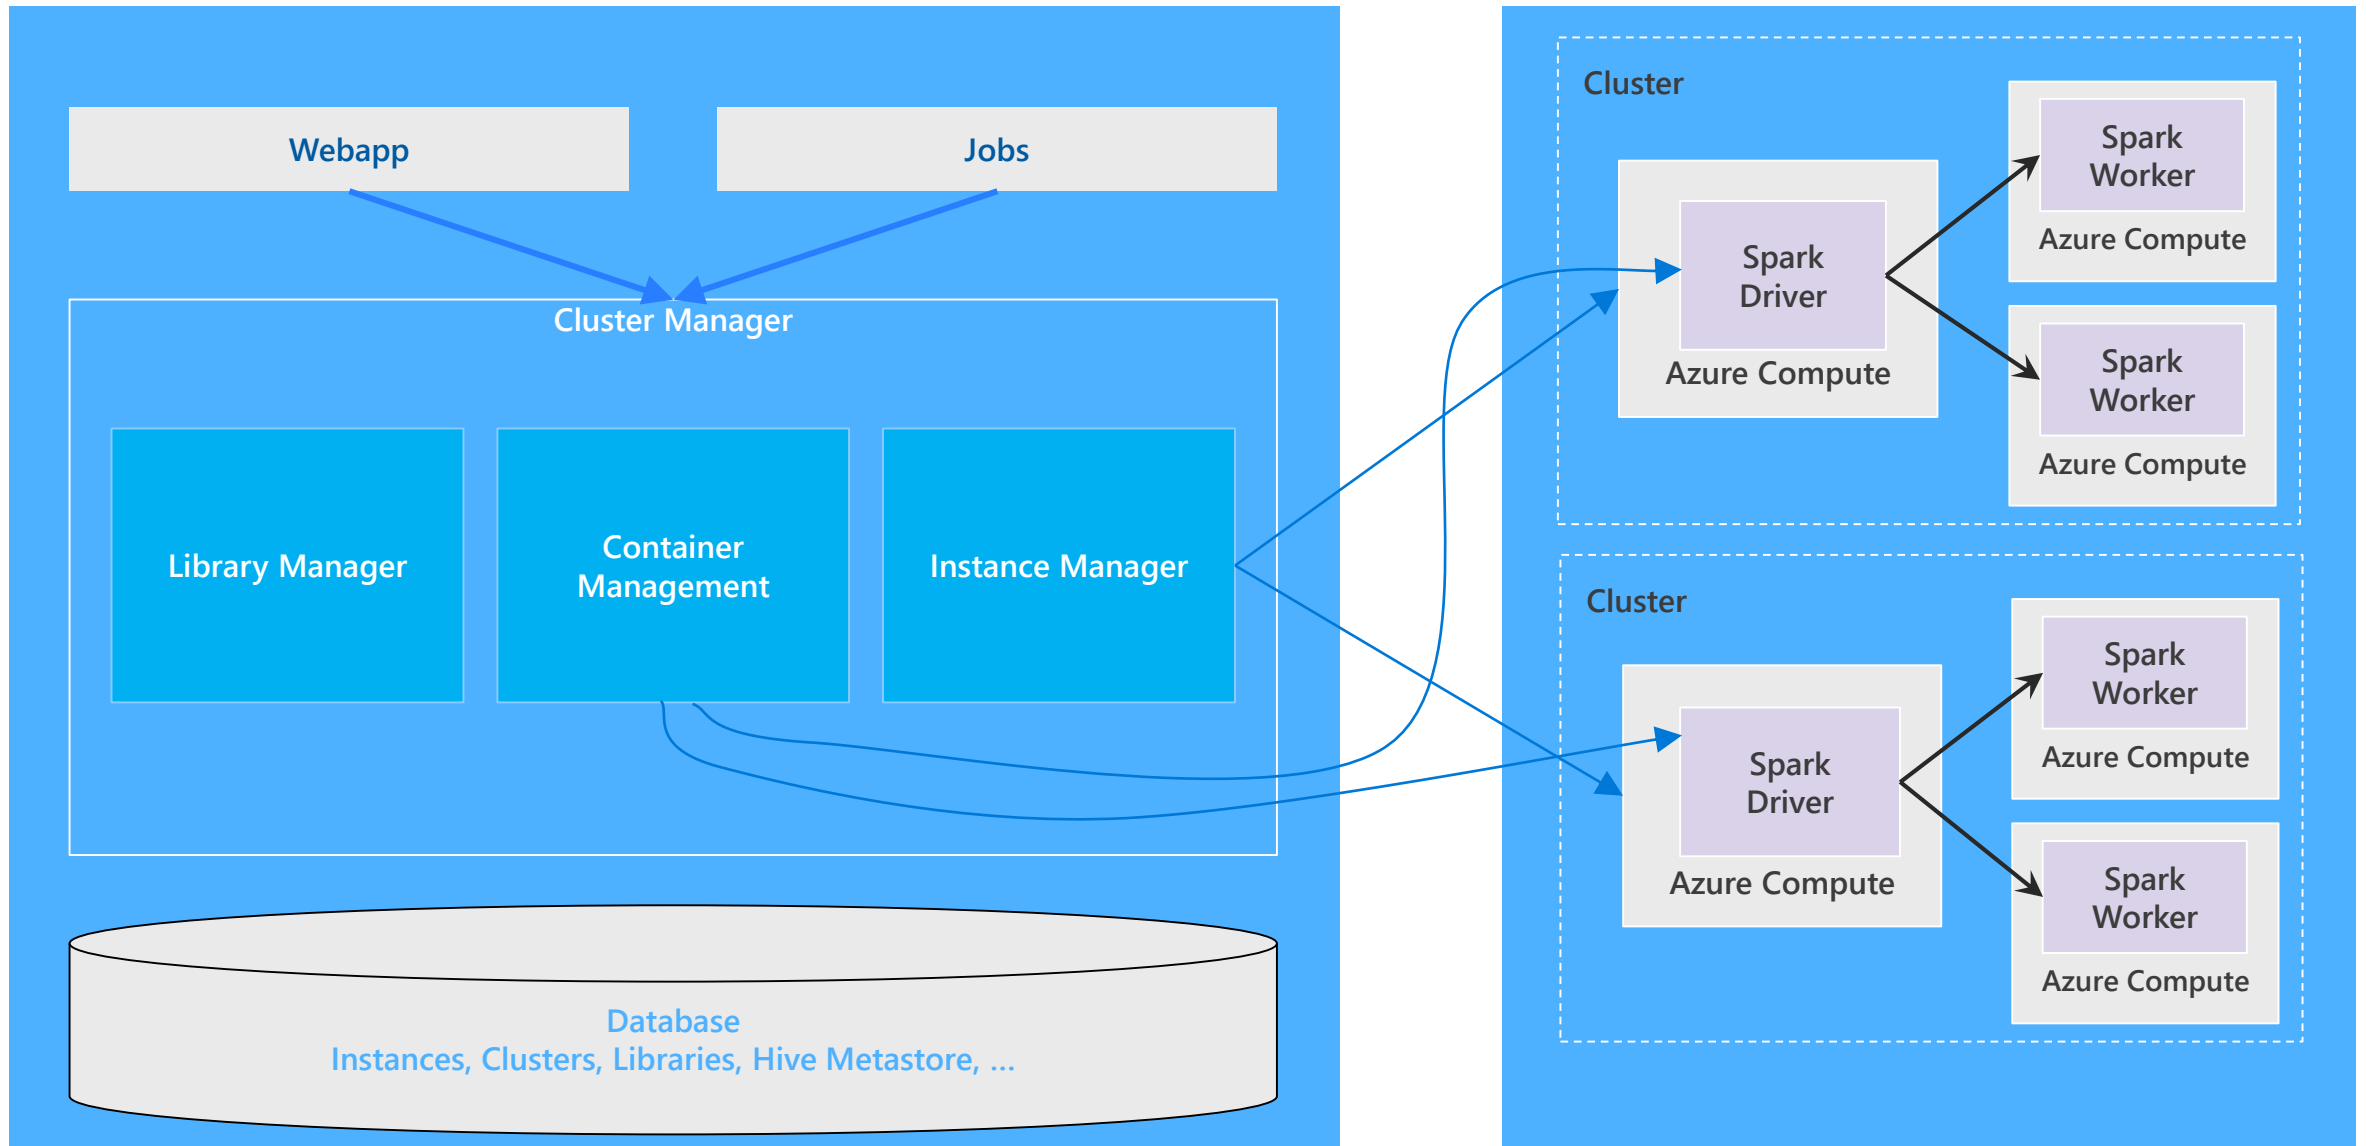 Webapp
Jobs
Cluster Manager
Library Manager
Container
Management
Instance Manager
Database
Instances, Clusters, Libraries, Hive Metastore, ...
Cluster
Spark
Driver
Azure Compute
Spark
Worker
Azure Compute
Spark
Worker
Azure Compute
Cluster
Spark
Driver
Azure Compute
Spark
Worker
Azure Compute
Spark
Worker
Azure Compute